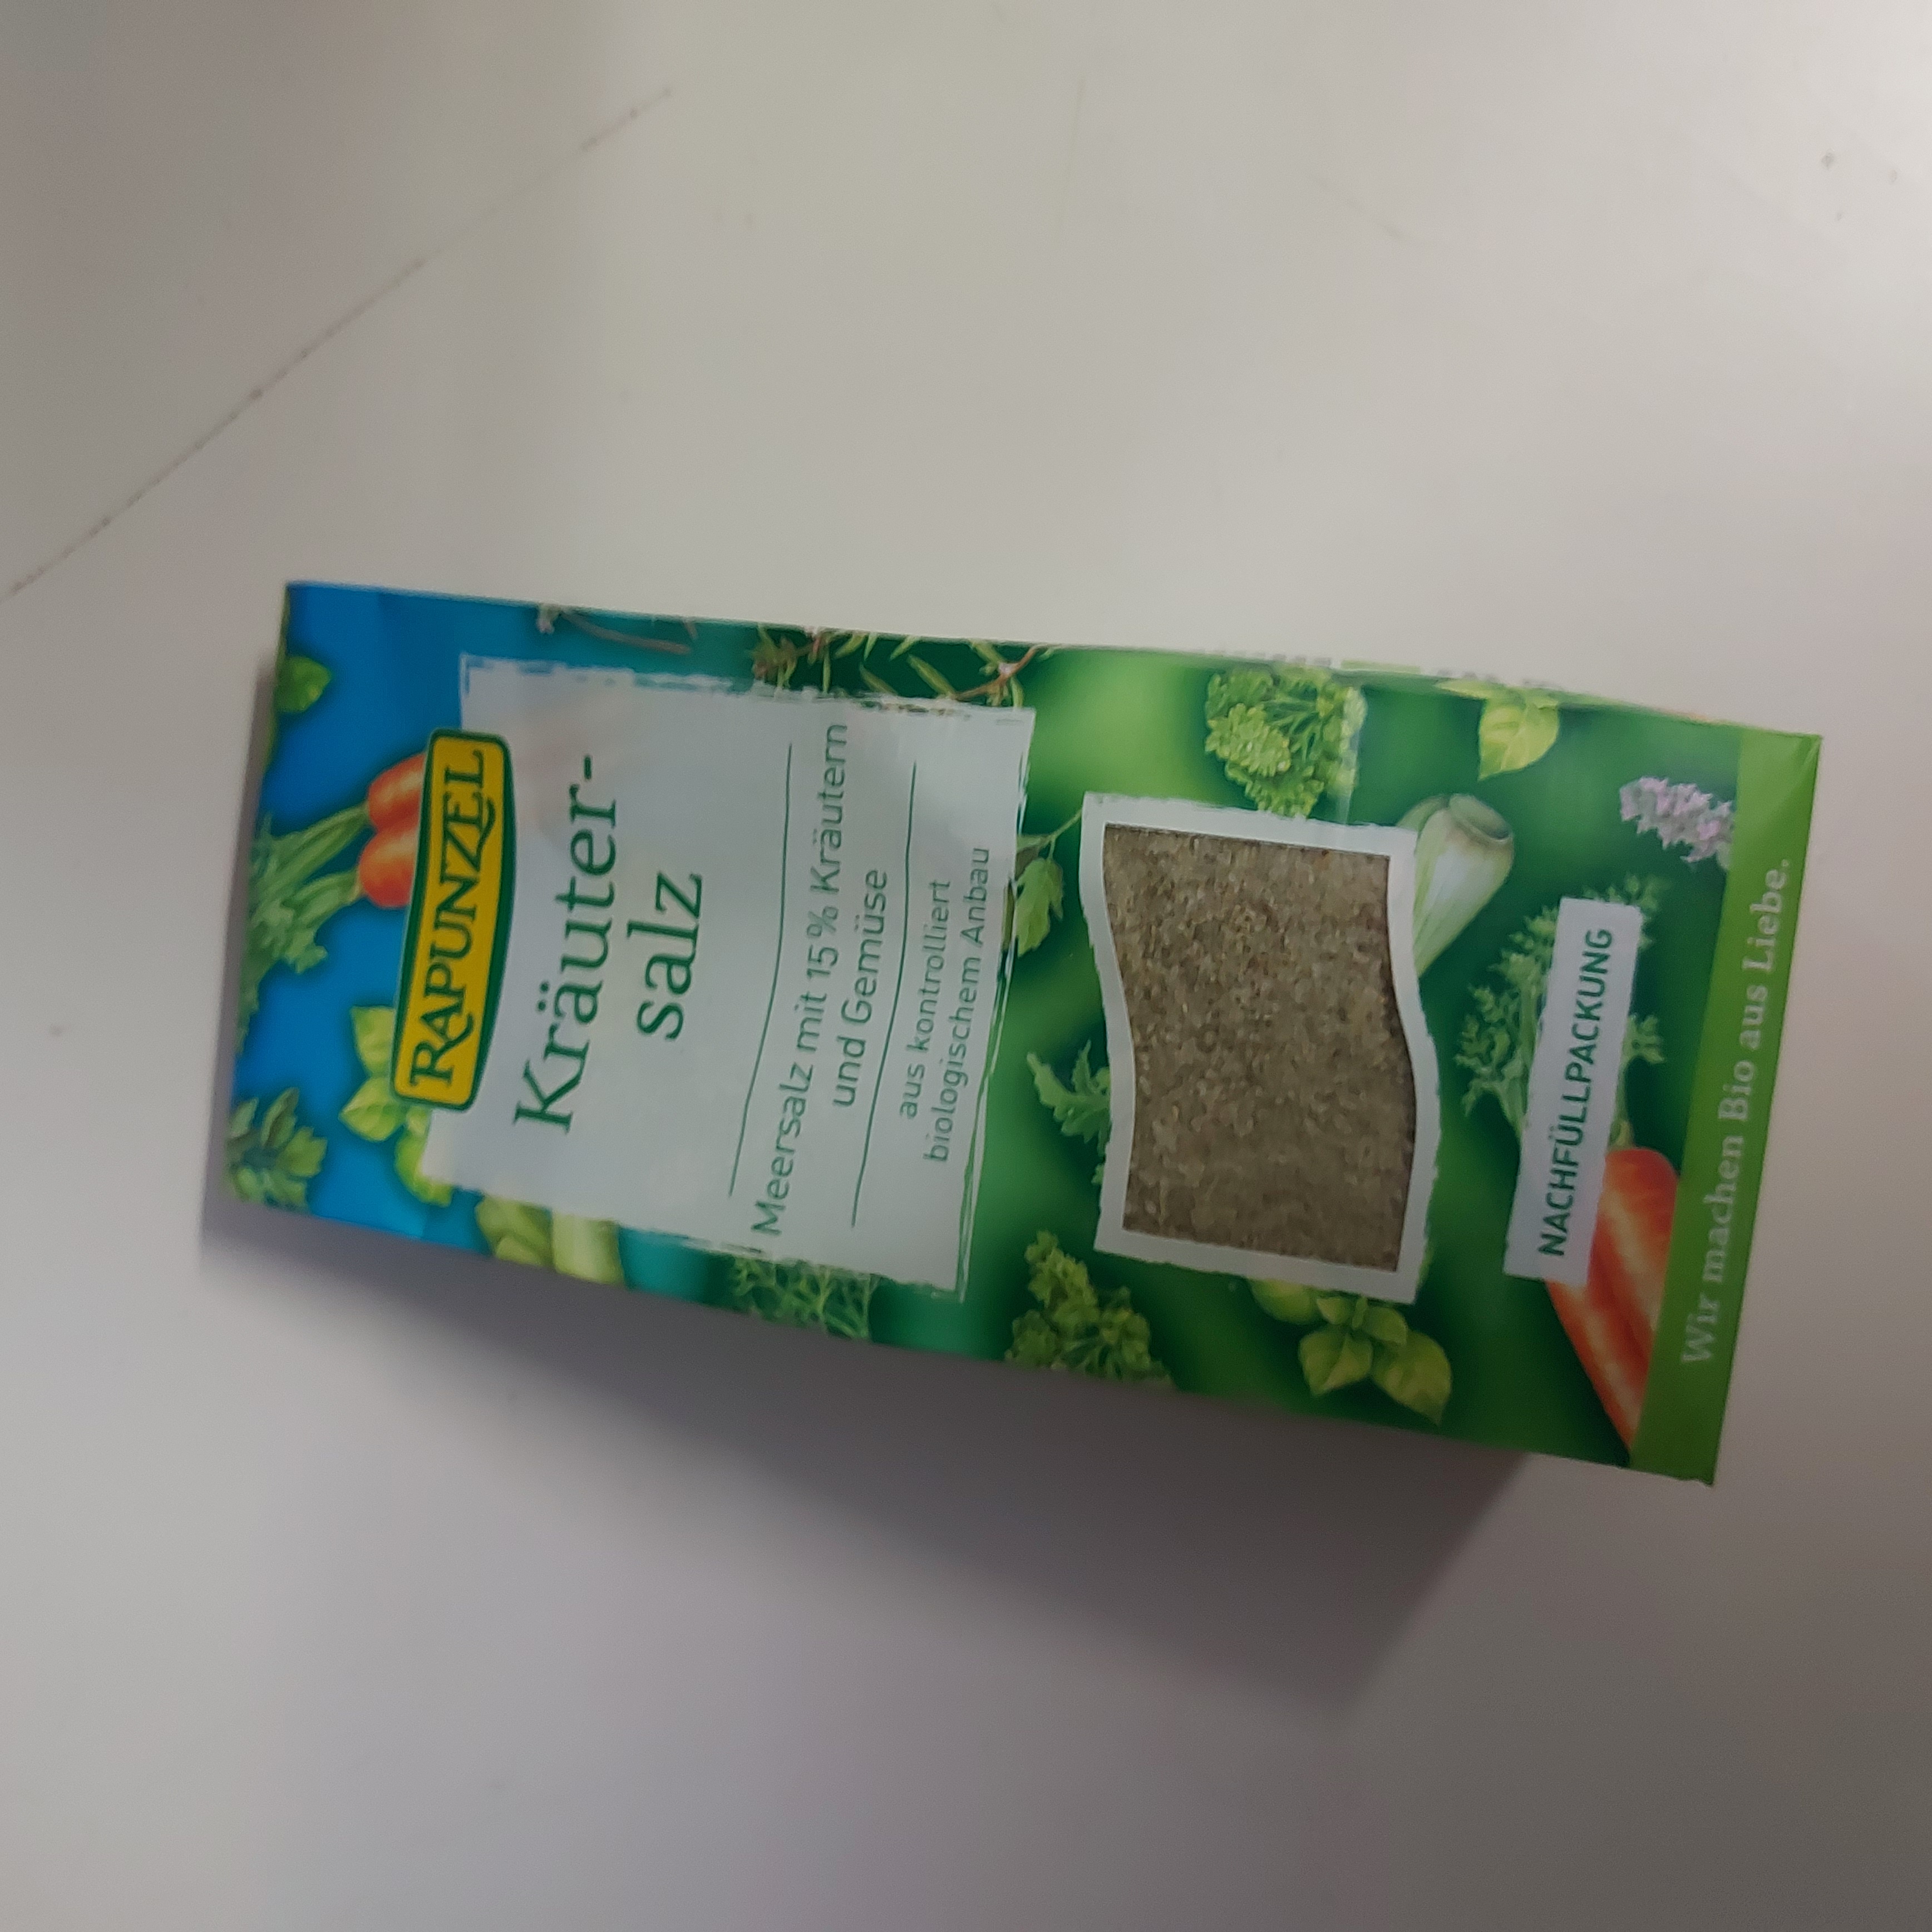 RAPUNZEL
Kräuter-
salz
Meersalz mit 15% Kräutern
und Gemüse
aus kontrolliert
biologischem Anbau
NACHFÜLLPACKUNG
Wir machen Bio aus Liebe.